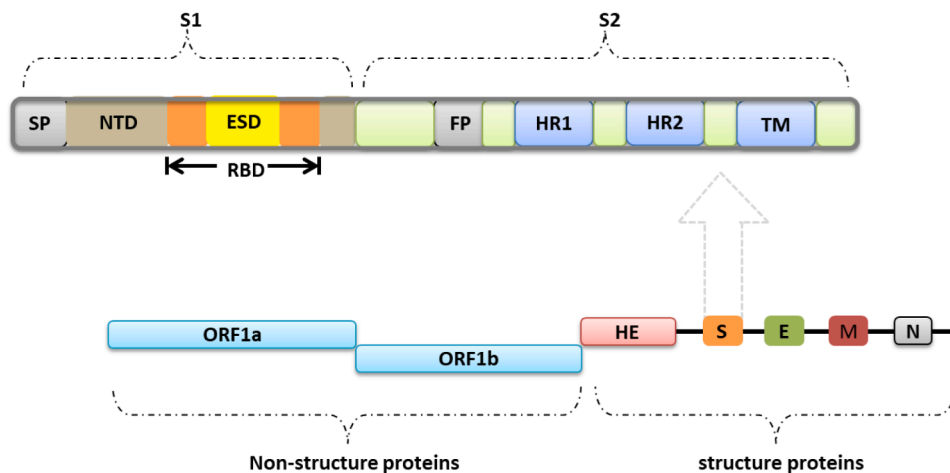 S1 S2
SP NTD ESD FP HR1 HR2 TM
RBD
ORF1a HE S E M N
ORF1b
Non-structure proteins structure proteins